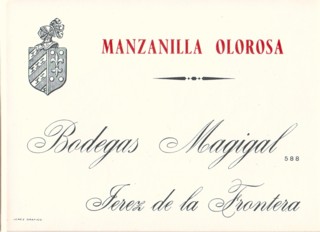 MANZANILLA OLOROSA
Bodegas Magigal
588
Jerez de la Frontera